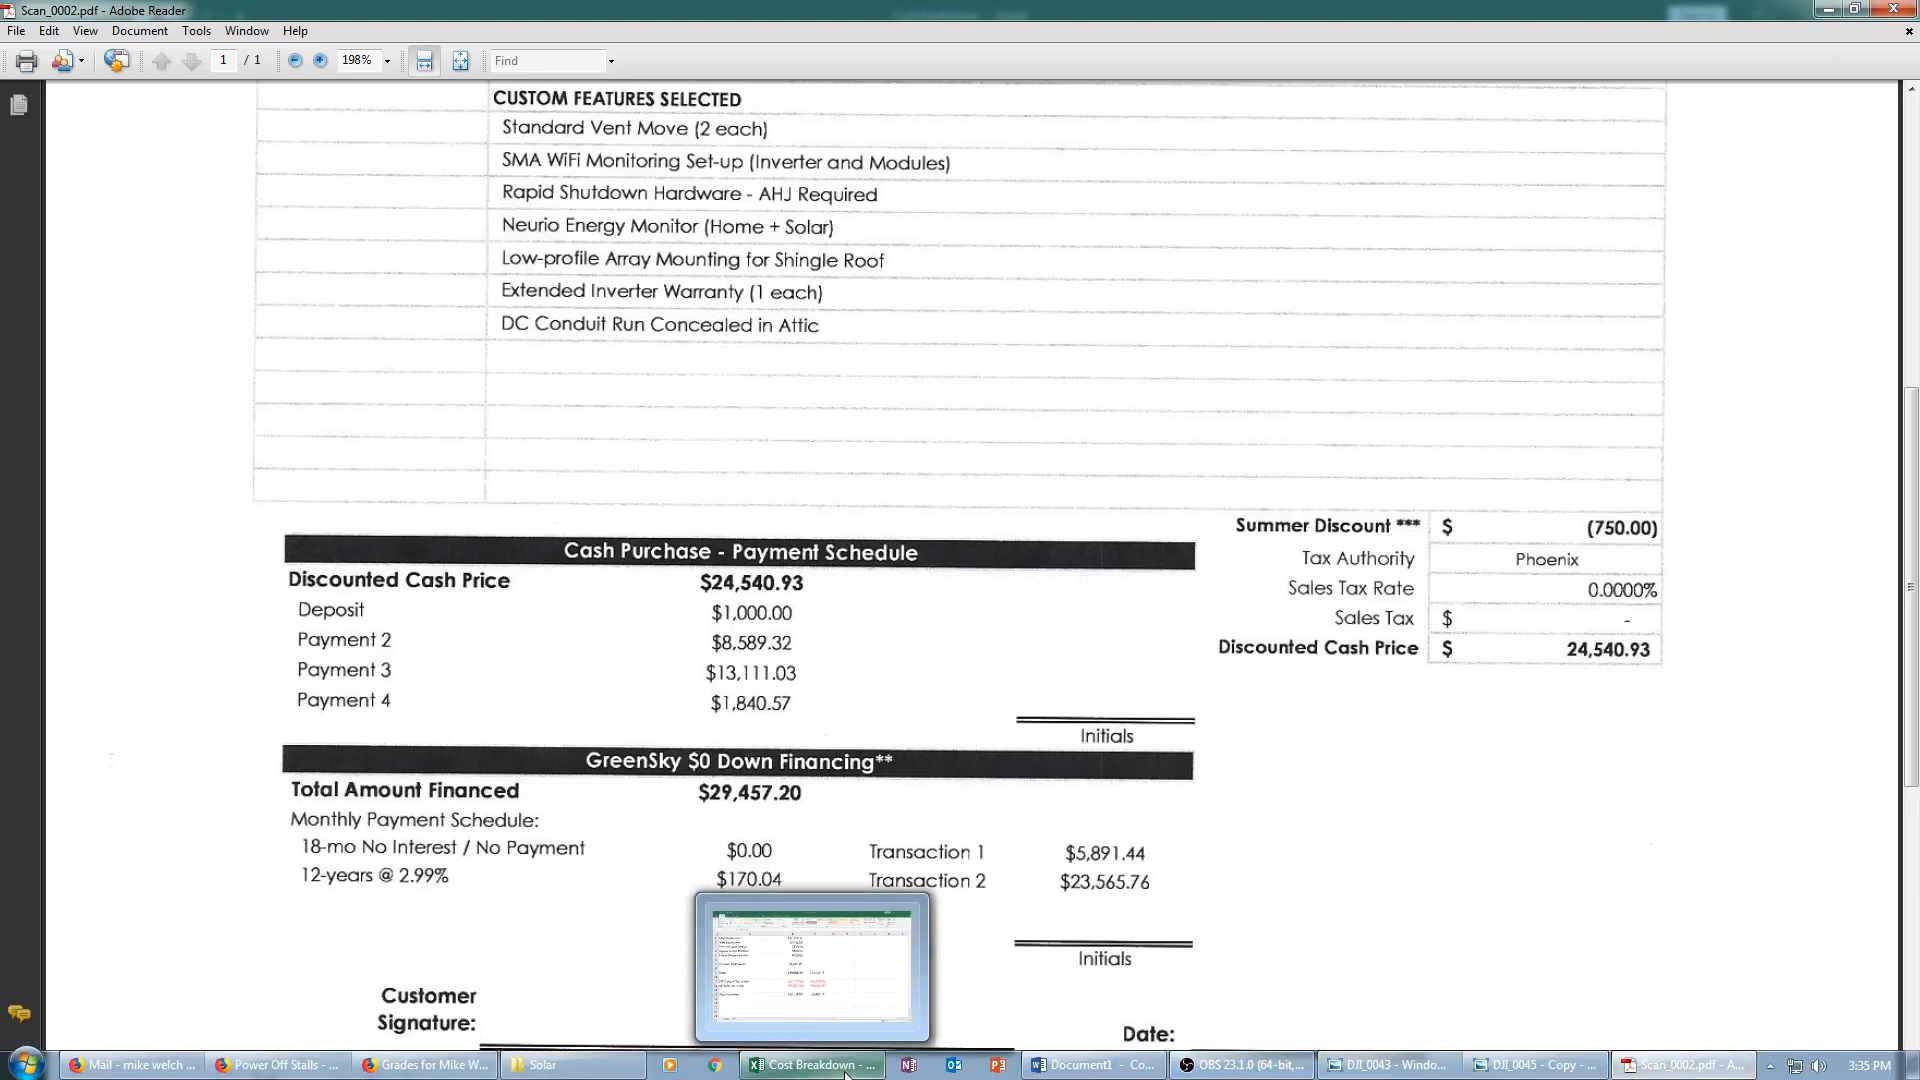 Scan_0002.pdf - Adobe Reader
File Edit View Document Tools Window Help
1 / 1 198% Find
CUSTOM FEATURES SELECTED
Standard Vent Move (2 each)
SMA WiFi Monitoring Set-up (Inverter and Modules)
Rapid Shutdown Hardware - AHJ Required
Neurio Energy Monitor (Home + Solar)
Low-profile Array Mounting for Shingle Roof
Extended Inverter Warranty (1 each)
DC Conduit Run Concealed in Attic
Summer Discount *** $ (750.00)
Tax Authority Phoenix
Sales Tax Rate 0.0000%
Sales Tax $ -
Discounted Cash Price $ 24,540.93
Cash Purchase - Payment Schedule
Discounted Cash Price $24,540.93
Deposit $1,000.00
Payment 2 $8,589.32
Payment 3 $13,111.03
Payment 4 $1,840.57
Initials
GreenSky $0 Down Financing**
Total Amount Financed $29,457.20
Monthly Payment Schedule:
18-mo No Interest / No Payment $0.00 Transaction 1 $5,891.44
12-years @ 2.99% $170.04 Transaction 2 $23,565.76
Initials
Customer
Signature:
Date:
Mail - mike welch ... Power Off Stalls - ... Grades for Mike W... Solar Cost Breakdown - ... Document1 - Co... OBS 23.1.0 (64-bit,... DJI_0043 - Windo... DJI_0045 - Copy - ... Scan_0002.pdf - A... 3:35 PM